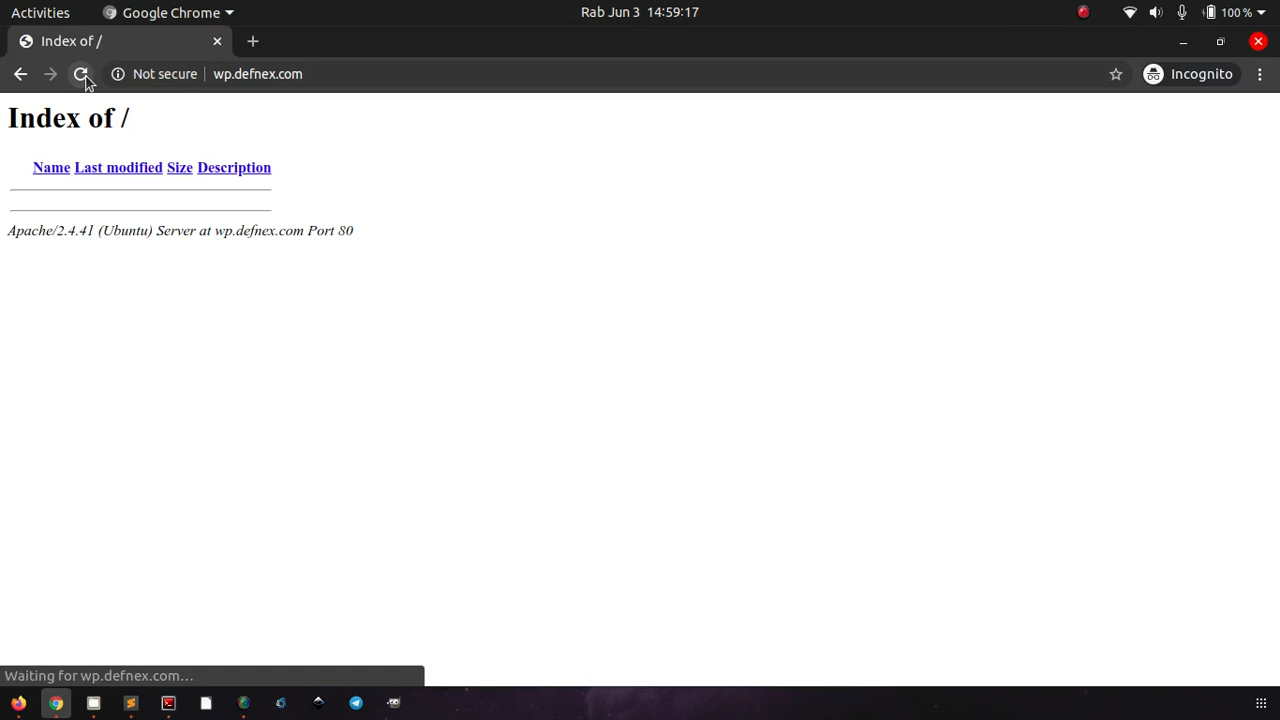 Activities
Google Chrome
Rab Jun 3 14:59:17
100 %
Index of /
Not secure
wp.defnex.com
Incognito
Index of /
Name Last modified Size Description
Apache/2.4.41 (Ubuntu) Server at wp.defnex.com Port 80
Waiting for wp.defnex.com…